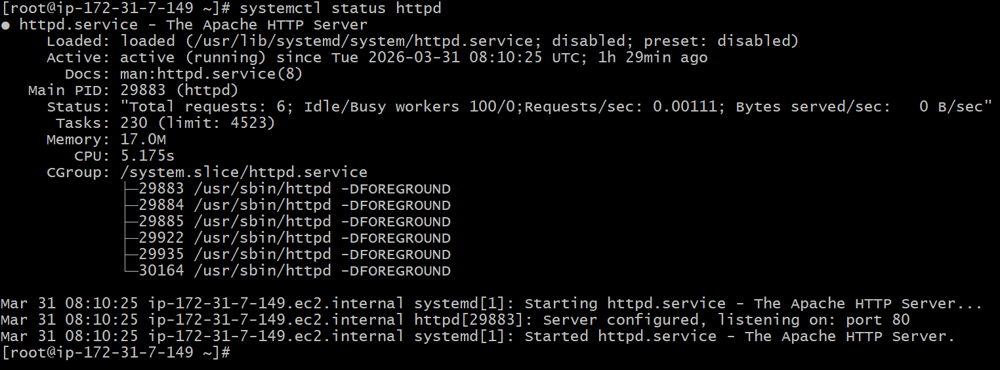 [root@ip-172-31-7-149 ~]# systemctl status httpd
● httpd.service - The Apache HTTP Server
     Loaded: loaded (/usr/lib/systemd/system/httpd.service; disabled; preset: disabled)
     Active: active (running) since Tue 2026-03-31 08:10:25 UTC; 1h 29min ago
       Docs: man:httpd.service(8)
   Main PID: 29883 (httpd)
     Status: "Total requests: 6; Idle/Busy workers 100/0;Requests/sec: 0.00111; Bytes served/sec:   0 B/sec"
      Tasks: 230 (limit: 4523)
     Memory: 17.0M
        CPU: 5.175s
     CGroup: /system.slice/httpd.service
             ├─29883 /usr/sbin/httpd -DFOREGROUND
             ├─29884 /usr/sbin/httpd -DFOREGROUND
             ├─29885 /usr/sbin/httpd -DFOREGROUND
             ├─29922 /usr/sbin/httpd -DFOREGROUND
             ├─29935 /usr/sbin/httpd -DFOREGROUND
             └─30164 /usr/sbin/httpd -DFOREGROUND

Mar 31 08:10:25 ip-172-31-7-149.ec2.internal systemd[1]: Starting httpd.service - The Apache HTTP Server...
Mar 31 08:10:25 ip-172-31-7-149.ec2.internal httpd[29883]: Server configured, listening on: port 80
Mar 31 08:10:25 ip-172-31-7-149.ec2.internal systemd[1]: Started httpd.service - The Apache HTTP Server.
[root@ip-172-31-7-149 ~]#